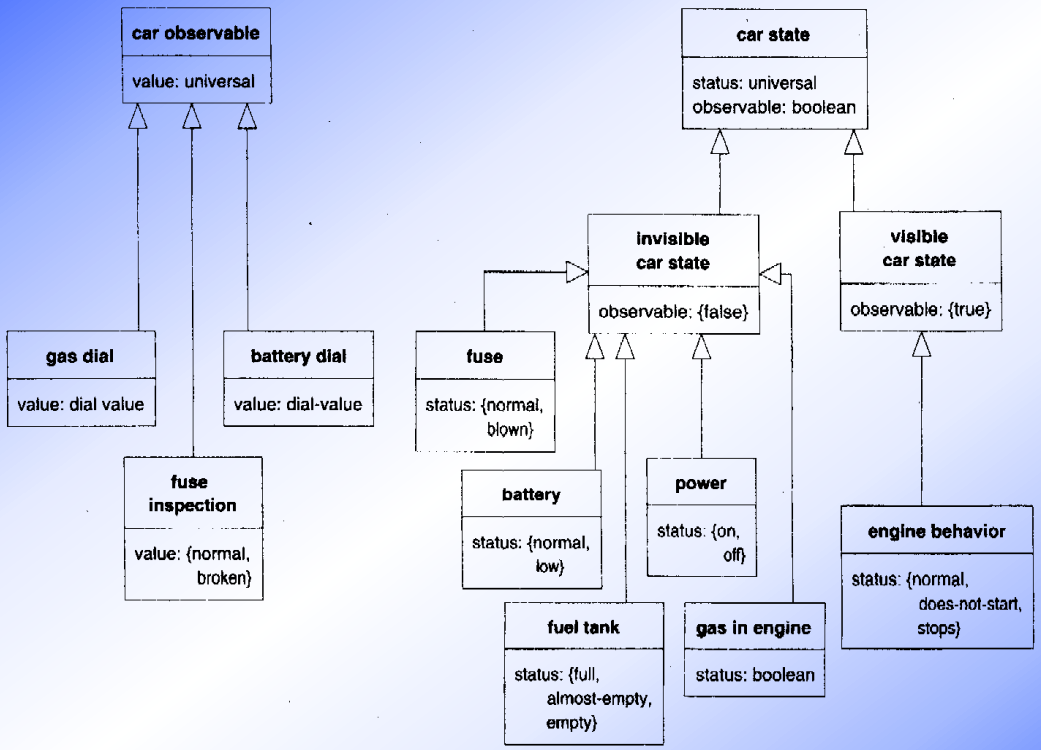 car observable
value: universal
car state
status: universal
observable: boolean
invisible
car state
observable: {false}
visible
car state
observable: {true}
gas dial
value: dial value
battery dial
value: dial-value
fuse
status: {normal,
blown}
fuse
inspection
value: {normal,
broken}
battery
status: {normal,
low}
power
status: {on,
off}
engine behavior
status: {normal,
does-not-start,
stops}
fuel tank
status: {full,
almost-empty,
empty}
gas in engine
status: boolean